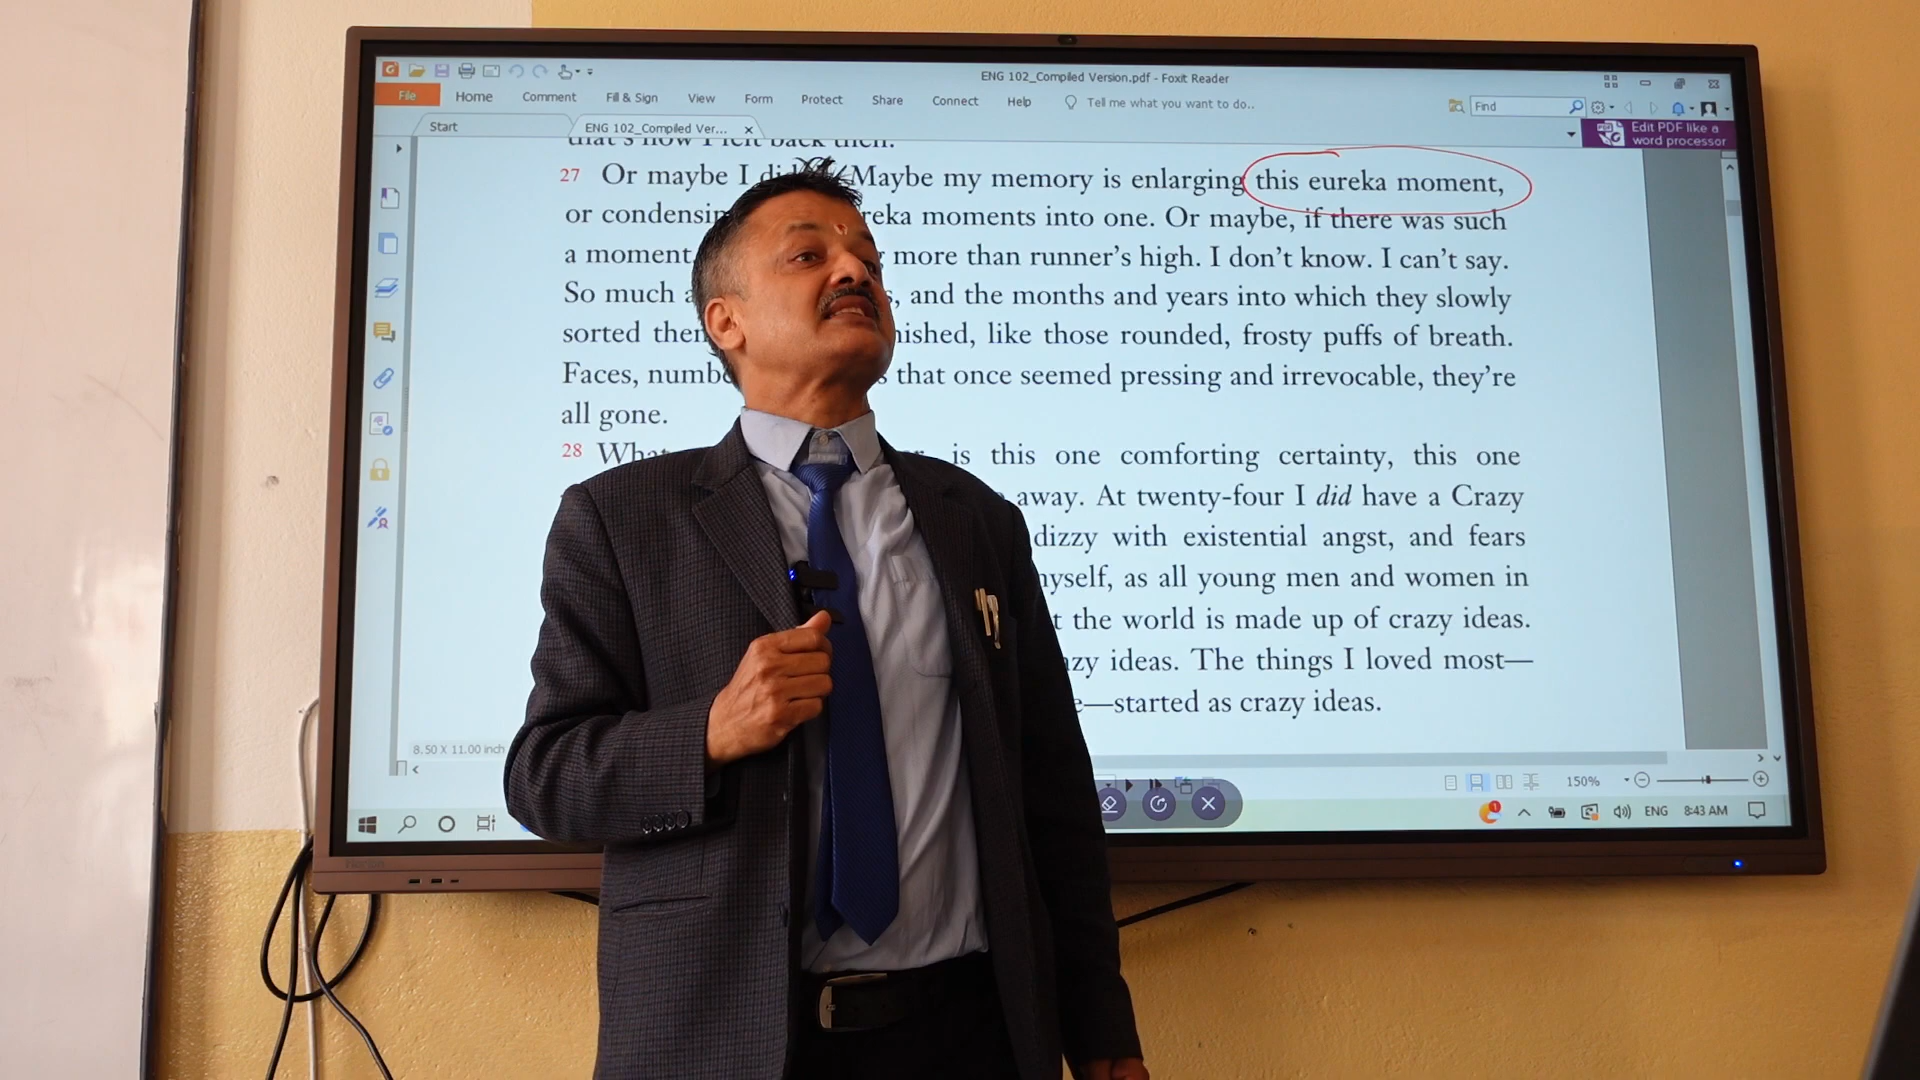 ENG 102_Compiled Version.pdf - Foxit Reader
File Home Comment Fill & Sign View Form Protect Share Connect Help Tell me what you want to do.. Find
Start ENG 102_Compiled Ver... Edit PDF like a
word processor
that's how I felt back then.
27 Or maybe I Maybe my memory is enlarging this eureka moment,
or moments into one. Or maybe, if there was such
a moment, more than runner's high. I don't know. I can't say.
So much and the months and years into which they slowly
sorted like those rounded, frosty puffs of breath.
Faces, that once seemed pressing and irrevocable, they're
all gone.
28 is this one comforting certainty, this one
away. At twenty-four I did have a Crazy
dizzy with existential angst, and fears
as all young men and women in
the world is made up of crazy ideas.
ideas. The things I loved most—
—started as crazy ideas.
8.50 X 11.00 inch
150%
1
ENG 8:43 AM